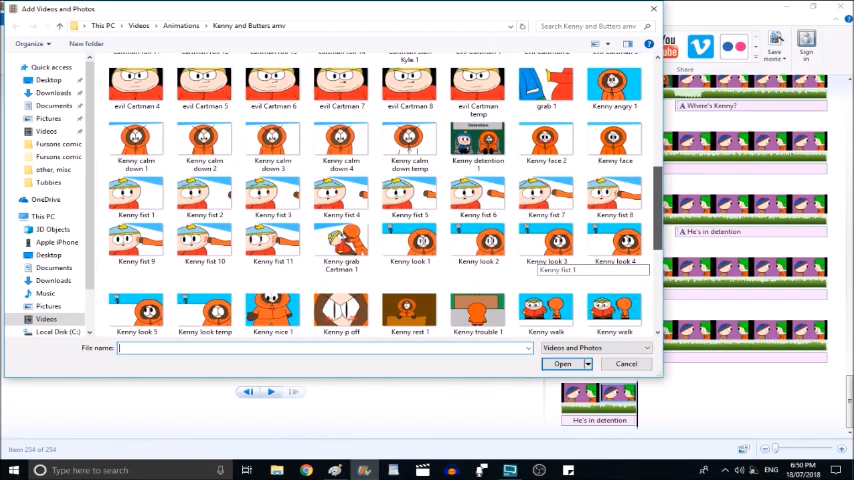 Add Videos and Photos
This PC > Videos > Animations > Kenny and Butters amv
Search Kenny and Butters amv
Organize
New folder
You
Tube
Sign in
Save movie
Share
Quick access
Desktop
Downloads
Documents
Pictures
Videos
Fursons comic
Fursons comic
other, misc
Tubbies
OneDrive
This PC
3D Objects
Apple iPhone
Desktop
Documents
Downloads
Music
Pictures
Videos
Local Disk (C:)
Kyle 1
evil Cartman 4
evil Cartman 5
evil Cartman 6
evil Cartman 7
evil Cartman 8
evil Cartman temp
grab 1
Kenny angry 1
Kenny calm down 1
Kenny calm down 2
Kenny calm down 3
Kenny calm down 4
Kenny calm down temp
Detention
Kenny detention 1
Kenny face 2
Kenny face
Kenny fist 1
Kenny fist 2
Kenny fist 3
Kenny fist 4
Kenny fist 5
Kenny fist 6
Kenny fist 7
Kenny fist 8
Kenny fist 9
Kenny fist 10
Kenny fist 11
Kenny grab Cartman 1
Kenny look 1
Kenny look 2
Kenny look 3
Kenny look 4
Kenny fist 1
Kenny look 5
Kenny look temp
Kenny nice 1
Kenny p off
Kenny rest 1
Kenny trouble 1
Kenny walk
Kenny walk
File name:
Videos and Photos
Open
Cancel
A Where's Kenny?
A He's in detention
He's in detention
Item 254 of 254
Type here to search
ENG
6:50 PM
18/07/2018